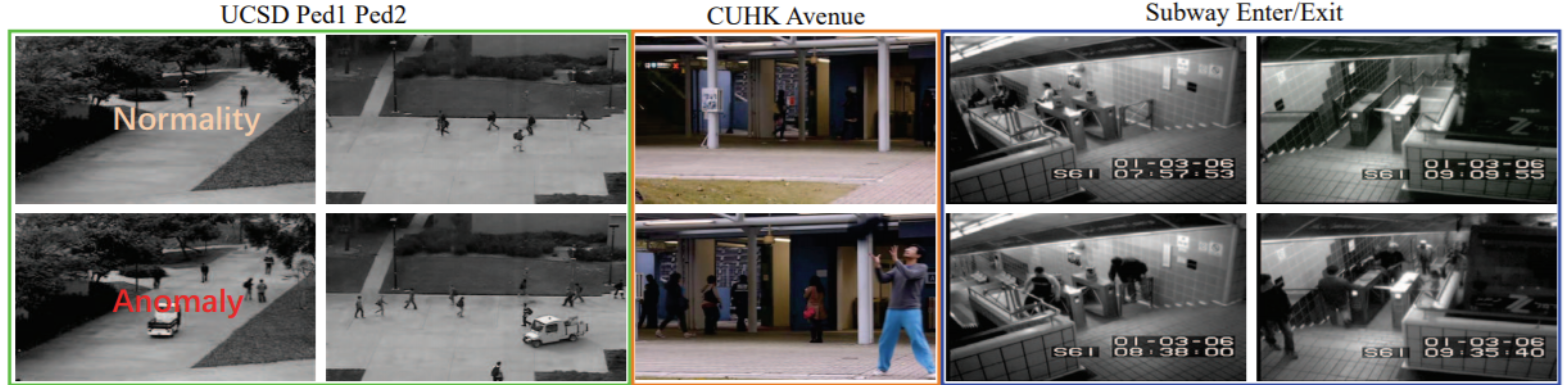 UCSD Ped1 Ped2
CUHK Avenue
Subway Enter/Exit
Normality
01-03-06
S61 07:57:53
01-03-06
S61 09:09:55
Anomaly
01-03-06
S61 08:38:00
01-03-06
S61 09:35:40